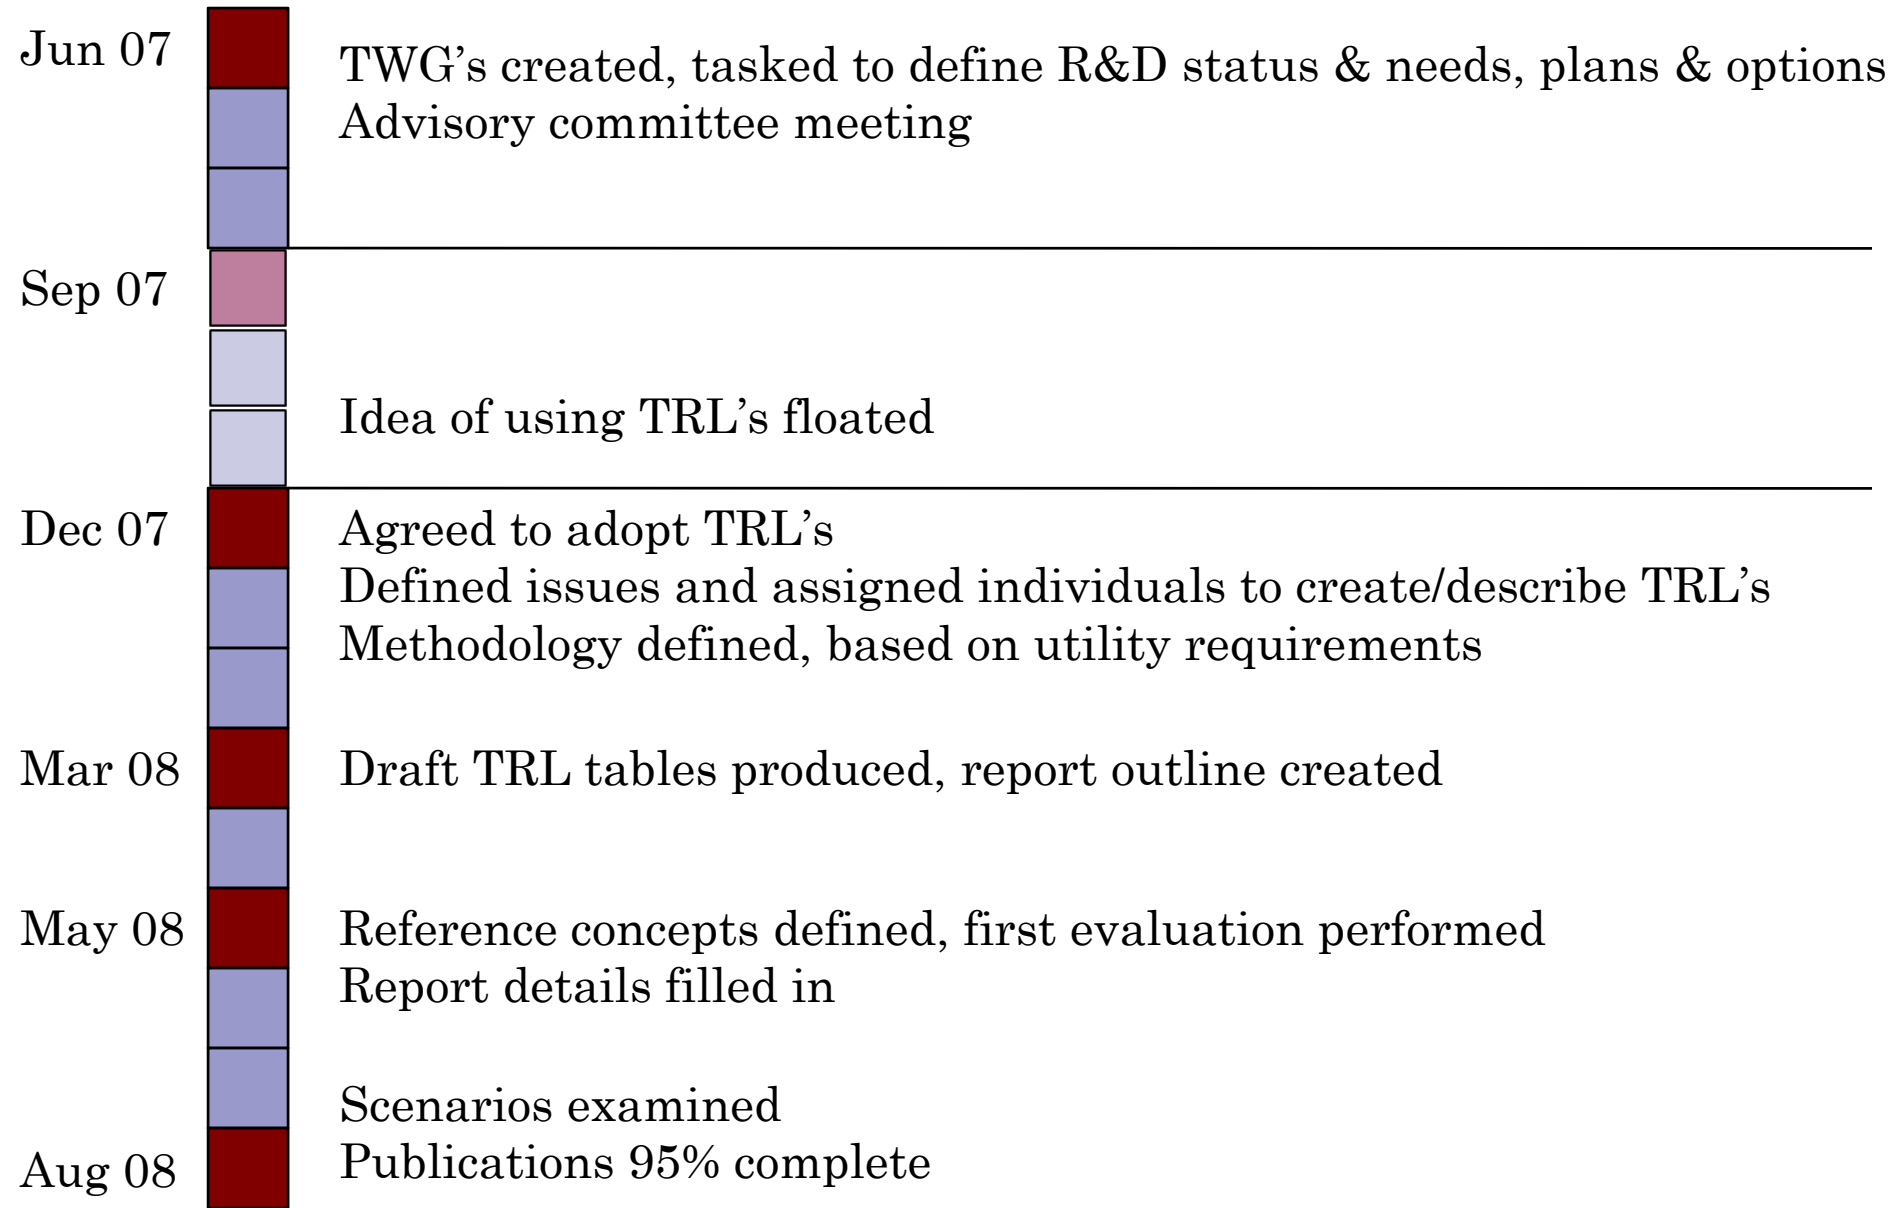 Jun 07
TWG’s created, tasked to define R&D status & needs, plans & options
Advisory committee meeting
Sep 07
Idea of using TRL’s floated
Dec 07
Agreed to adopt TRL’s
Defined issues and assigned individuals to create/describe TRL’s
Methodology defined, based on utility requirements
Mar 08
Draft TRL tables produced, report outline created
May 08
Reference concepts defined, first evaluation performed
Report details filled in
Scenarios examined
Aug 08
Publications 95% complete